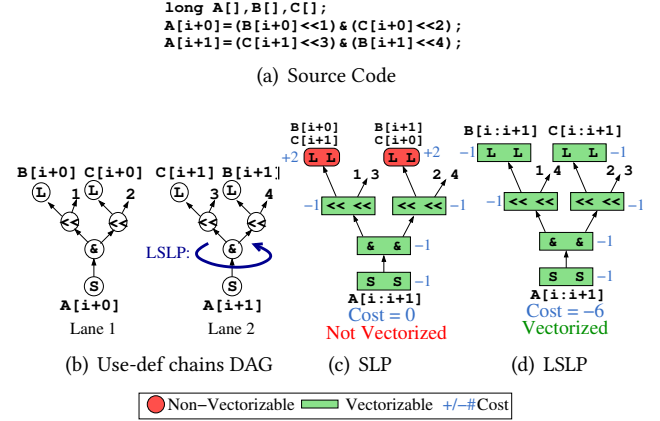 long A[],B[],C[];
A[i+0]=(B[i+0]<<1)&(C[i+0]<<2);
A[i+1]=(C[i+1]<<3)&(B[i+1]<<4);
(a) Source Code
B[i+0] C[i+0]
L 1 L 2
<< <<
&
S
A[i+0]
Lane 1
C[i+1] B[i+1]
L 3 L 4
<< <<
LSLP: &
S
A[i+1]
Lane 2
(b) Use-def chains DAG
B[i+0] B[i+1]
C[i+1] C[i+0]
+2 L L L L +2
1 3 2 4
-1 << << << << -1
& & -1
S S -1
A[i:i+1]
Cost = 0
Not Vectorized
(c) SLP
B[i:i+1] C[i:i+1]
-1 L L L L -1
1 4 2 3
-1 << << << << -1
& & -1
S S -1
A[i:i+1]
Cost = -6
Vectorized
(d) LSLP
Non-Vectorizable Vectorizable +/-#Cost